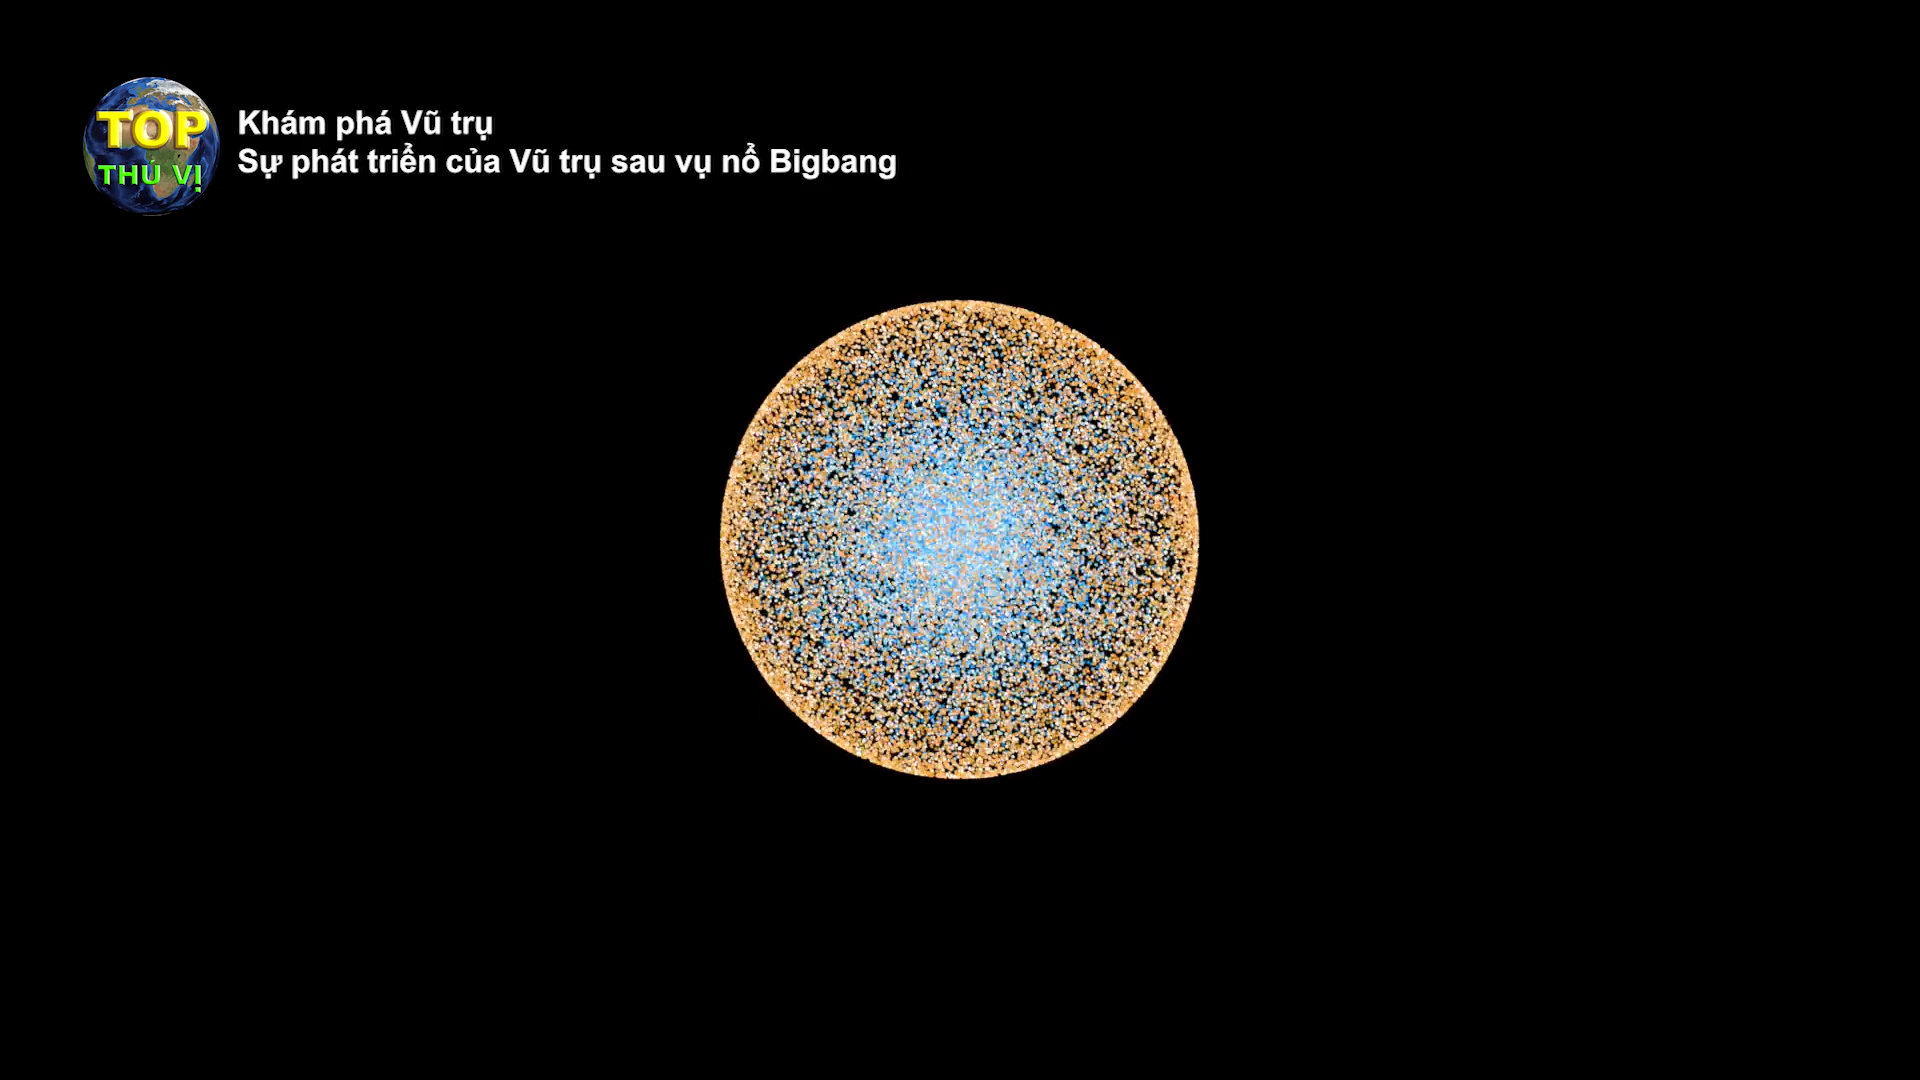 TOP
THÚ VỊ
Khám phá Vũ trụ
Sự phát triển của Vũ trụ sau vụ nổ Bigbang